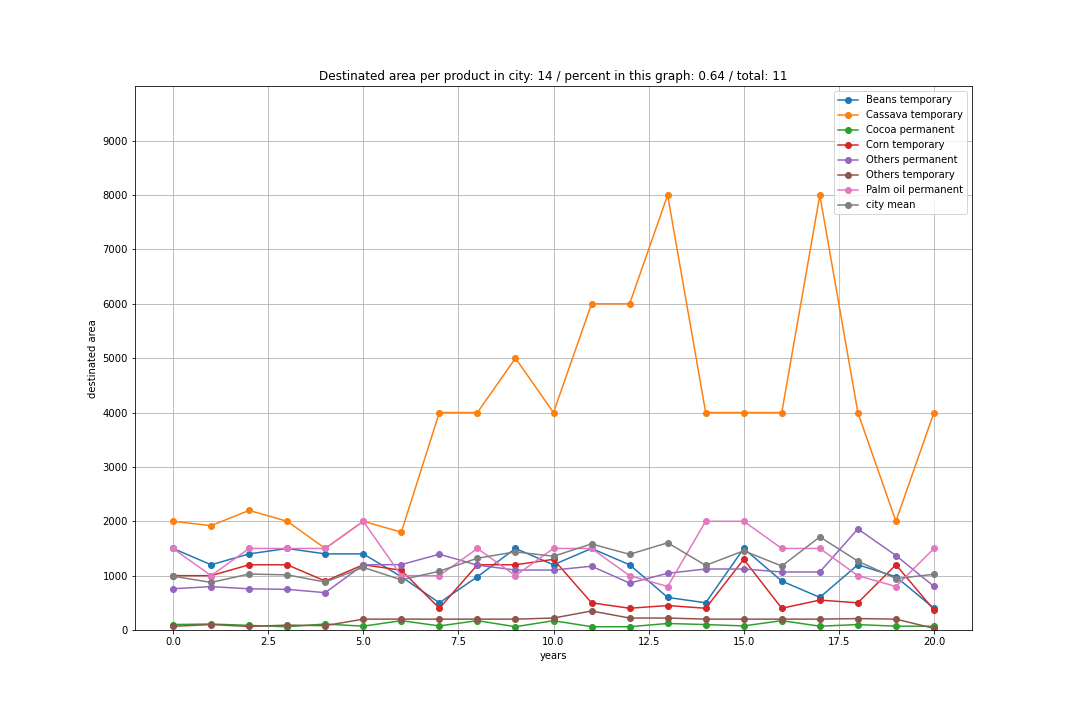 Destinated area per product in city: 14 / percent in this graph: 0.64 / total: 11
Beans temporary
Cassava temporary
Cocoa permanent
Corn temporary
Others permanent
Others temporary
Palm oil permanent
city mean
destinated area
9000
8000
7000
6000
5000
4000
3000
2000
1000
0
0.0 2.5 5.0 7.5 10.0 12.5 15.0 17.5 20.0
years